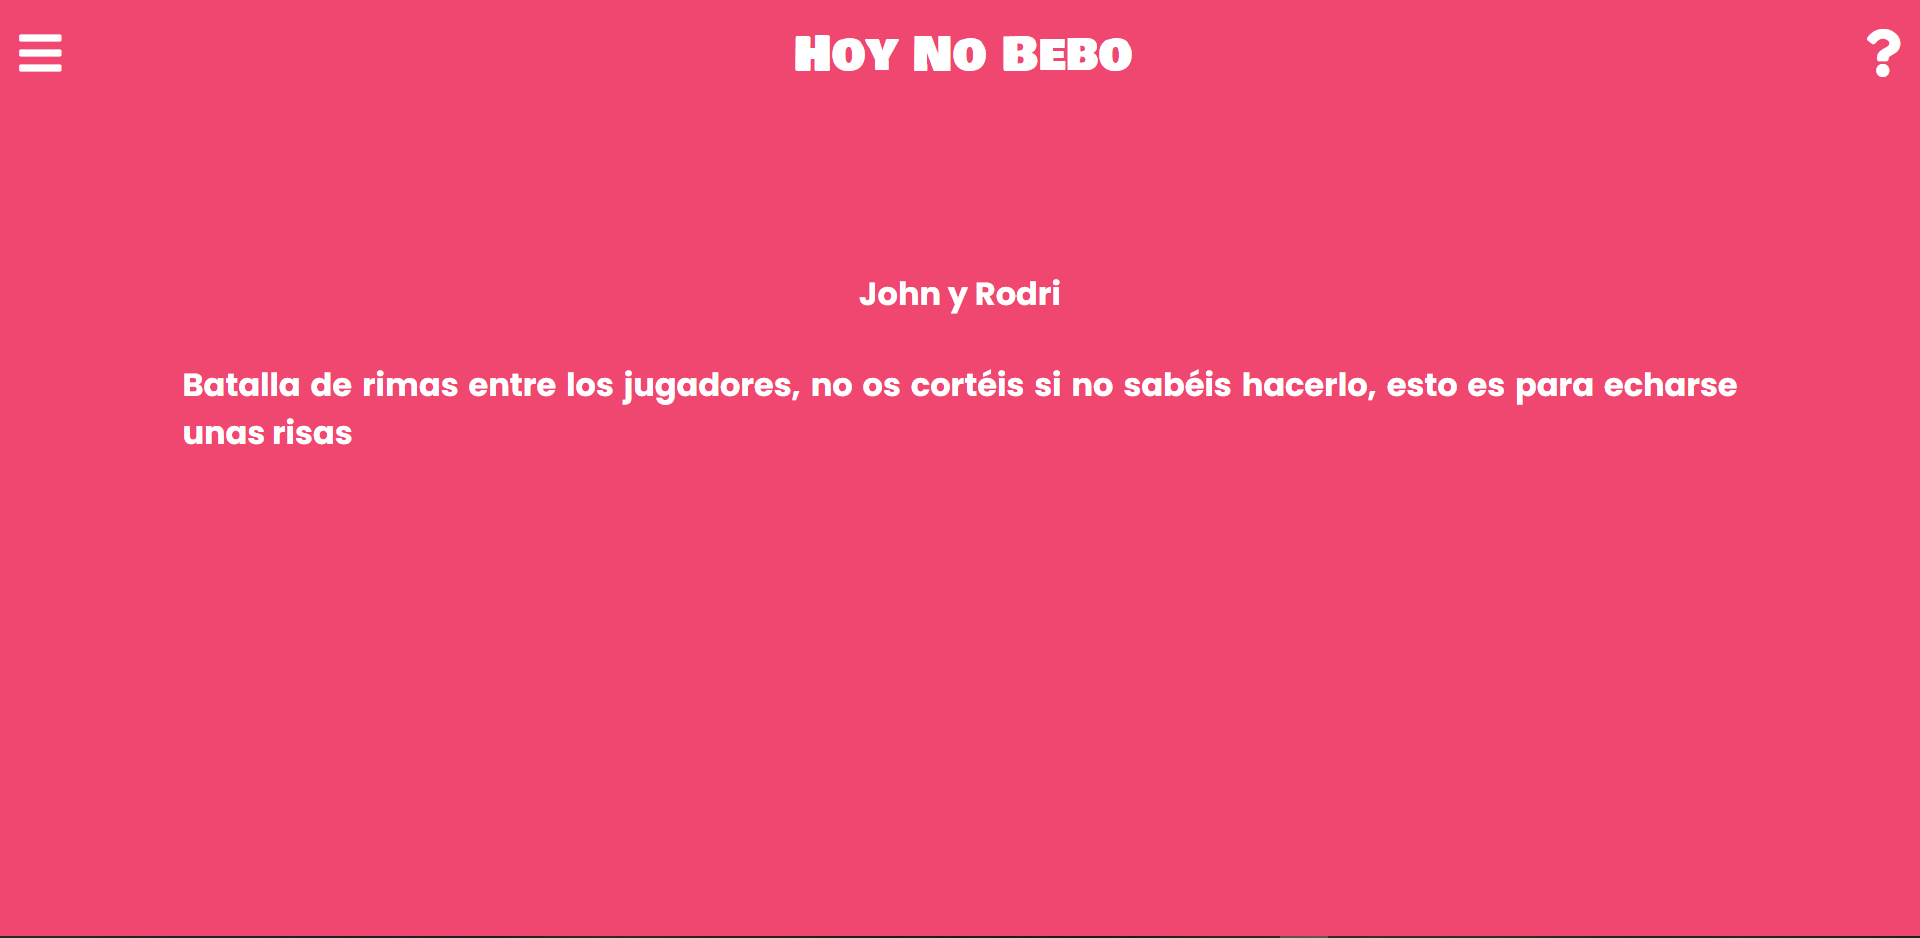 Hoy No Bebo
?
John y Rodri
Batalla de rimas entre los jugadores, no os cortéis si no sabéis hacerlo, esto es para echarse
unas risas